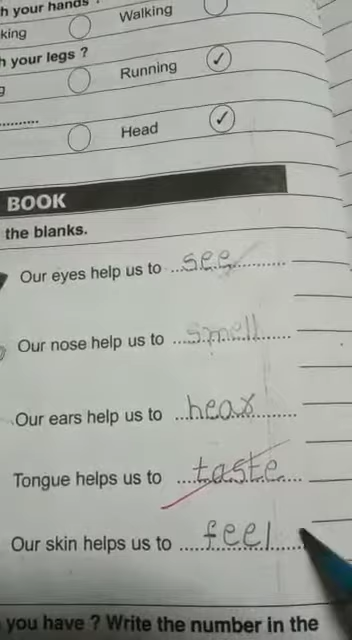 h your hands ?
king Walking
h your legs ?
g Running
............ Head
BOOK
the blanks.
Our eyes help us to ...see............
Our nose help us to ...smell............
Our ears help us to ...hear............
Tongue helps us to ...taste...
Our skin helps us to ......feel......
you have ? Write the number in the